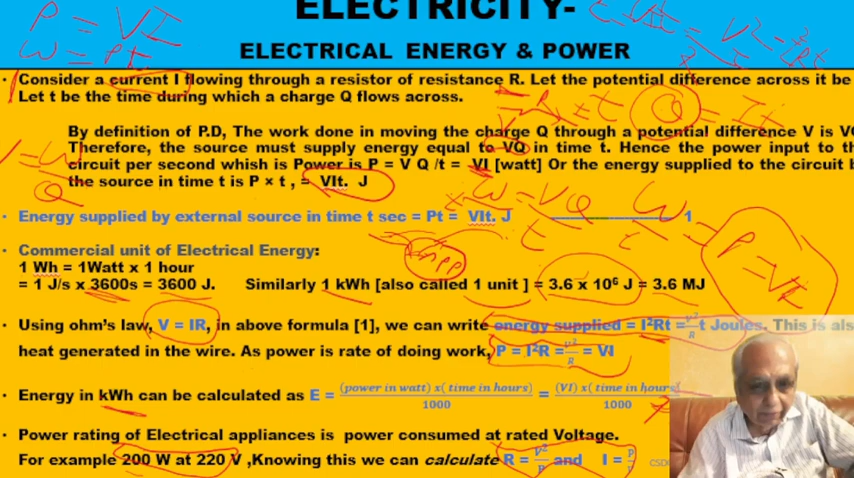 ELECTRICITY-
ELECTRICAL ENERGY & POWER
P = VI
W = Pt
· Consider a current I flowing through a resistor of resistance R. Let the potential difference across it be
Let t be the time during which a charge Q flows across.
Q = It
By definition of P.D, The work done in moving the charge Q through a potential difference V is V
Therefore, the source must supply energy equal to VQ in time t. Hence the power input to th
circuit per second whish is Power is P = V Q /t = VI [watt] Or the energy supplied to the circuit b
the source in time t is P x t , = VIt. J
W = VQ
P = VI
· Energy supplied by external source in time t sec = Pt = VIt. J 1
· Commercial unit of Electrical Energy:
1 Wh = 1Watt x 1 hour
= 1 J/s x 3600s = 3600 J. Similarly 1 kWh [also called 1 unit ] = 3.6 x 10⁶ J = 3.6 MJ
· Using ohm's law, V = IR, in above formula [1], we can write energy supplied = I²Rt = V²/R t Joules. This is als
heat generated in the wire. As power is rate of doing work, P = I²R = V²/R = VI
· Energy in kWh can be calculated as E = (power in watt) x( time in hours)/1000 = (VI) x( time in hours)/1000
· Power rating of Electrical appliances is power consumed at rated Voltage.
For example 200 W at 220 V ,Knowing this we can calculate R = V²/P and I = P/